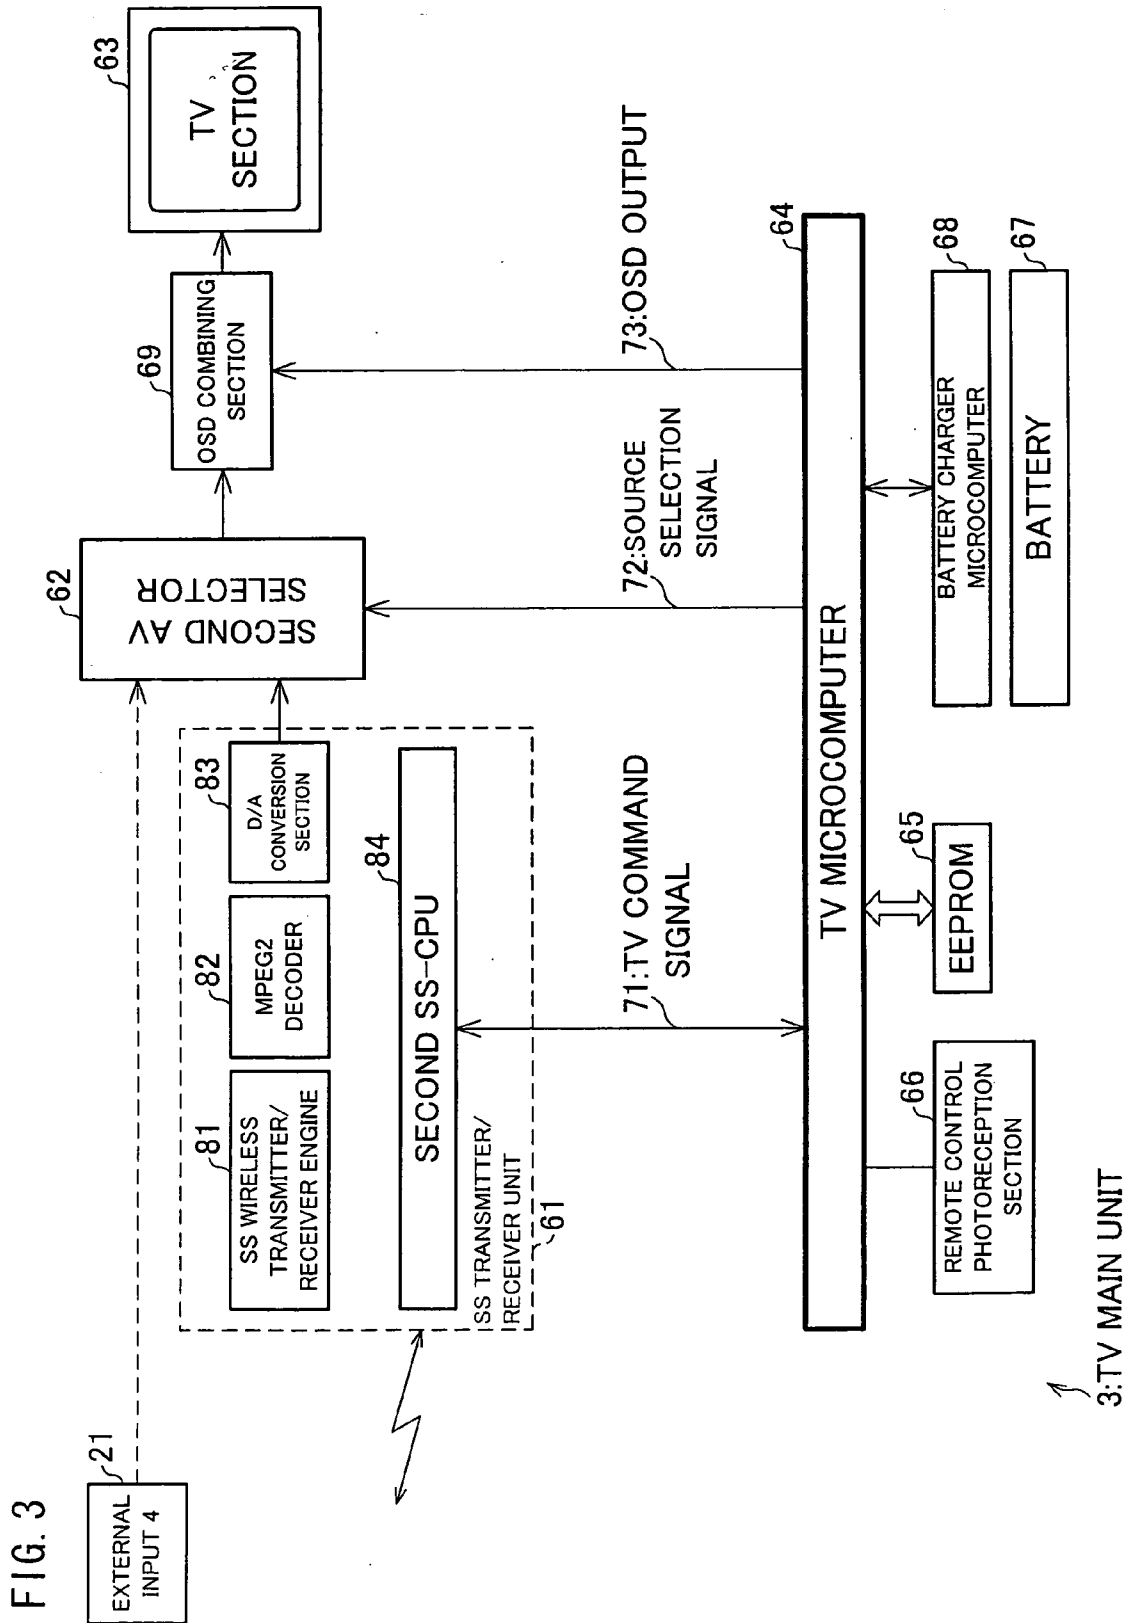 FIG. 3
EXTERNAL
INPUT 4
21
SECOND AV
SELECTOR
62
OSD COMBINING
SECTION
69
TV
SECTION
63
SS WIRELESS
TRANSMITTER/
RECEIVER ENGINE
81
MPEG2
DECODER
82
D/A
CONVERSION
SECTION
83
SECOND SS-CPU
84
SS TRANSMITTER/
RECEIVER UNIT
61
71:TV COMMAND
SIGNAL
72:SOURCE
SELECTION
SIGNAL
73:OSD OUTPUT
TV MICROCOMPUTER
64
REMOTE CONTROL
PHOTORECEPTION
SECTION
66
EEPROM
65
BATTERY CHARGER
MICROCOMPUTER
68
BATTERY
67
3:TV MAIN UNIT